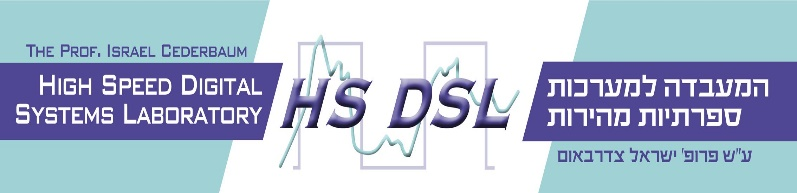 THE PROF. ISRAEL CEDERBAUM
HIGH SPEED DIGITAL
SYSTEMS LABORATORY
HS DSL
המעבדה למערכות
ספרתיות מהירות
ע"ש פרופ' ישראל צדרבאום